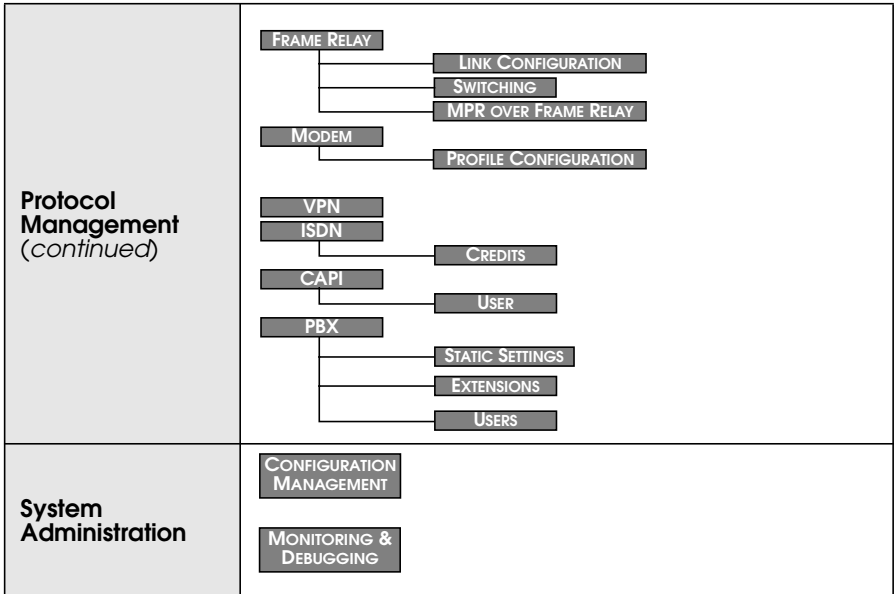 FRAME RELAY
LINK CONFIGURATION
SWITCHING
MPR OVER FRAME RELAY
MODEM
PROFILE CONFIGURATION
Protocol
Management
(continued)
VPN
ISDN
CREDITS
CAPI
USER
PBX
STATIC SETTINGS
EXTENSIONS
USERS
System
Administration
CONFIGURATION
MANAGEMENT
MONITORING &
DEBUGGING